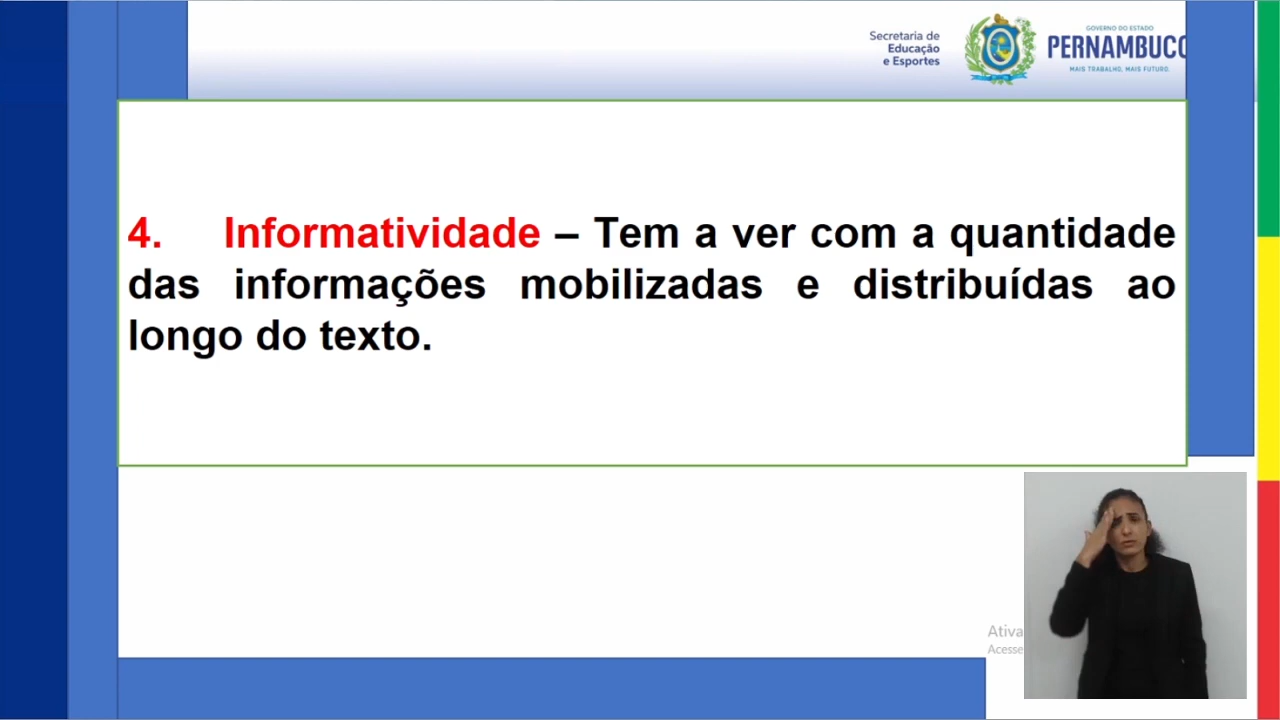 Secretaria de
Educação
e Esportes
GOVERNO DO ESTADO
PERNAMBUCO
MAIS TRABALHO, MAIS FUTURO.
4. Informatividade – Tem a ver com a quantidade
das informações mobilizadas e distribuídas ao
longo do texto.
Ativa
Acesse